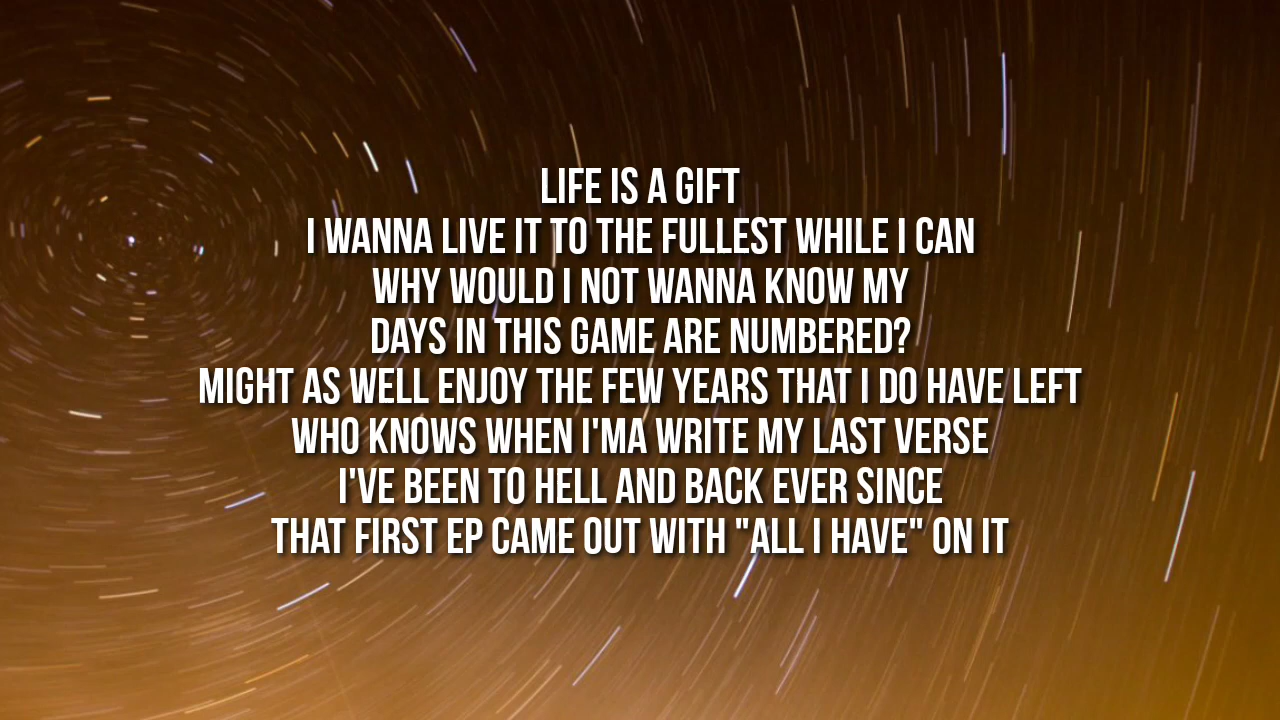 LIFE IS A GIFT
I WANNA LIVE IT TO THE FULLEST WHILE I CAN
WHY WOULD I NOT WANNA KNOW MY
DAYS IN THIS GAME ARE NUMBERED?
MIGHT AS WELL ENJOY THE FEW YEARS THAT I DO HAVE LEFT
WHO KNOWS WHEN I'MA WRITE MY LAST VERSE
I'VE BEEN TO HELL AND BACK EVER SINCE
THAT FIRST EP CAME OUT WITH "ALL I HAVE" ON IT